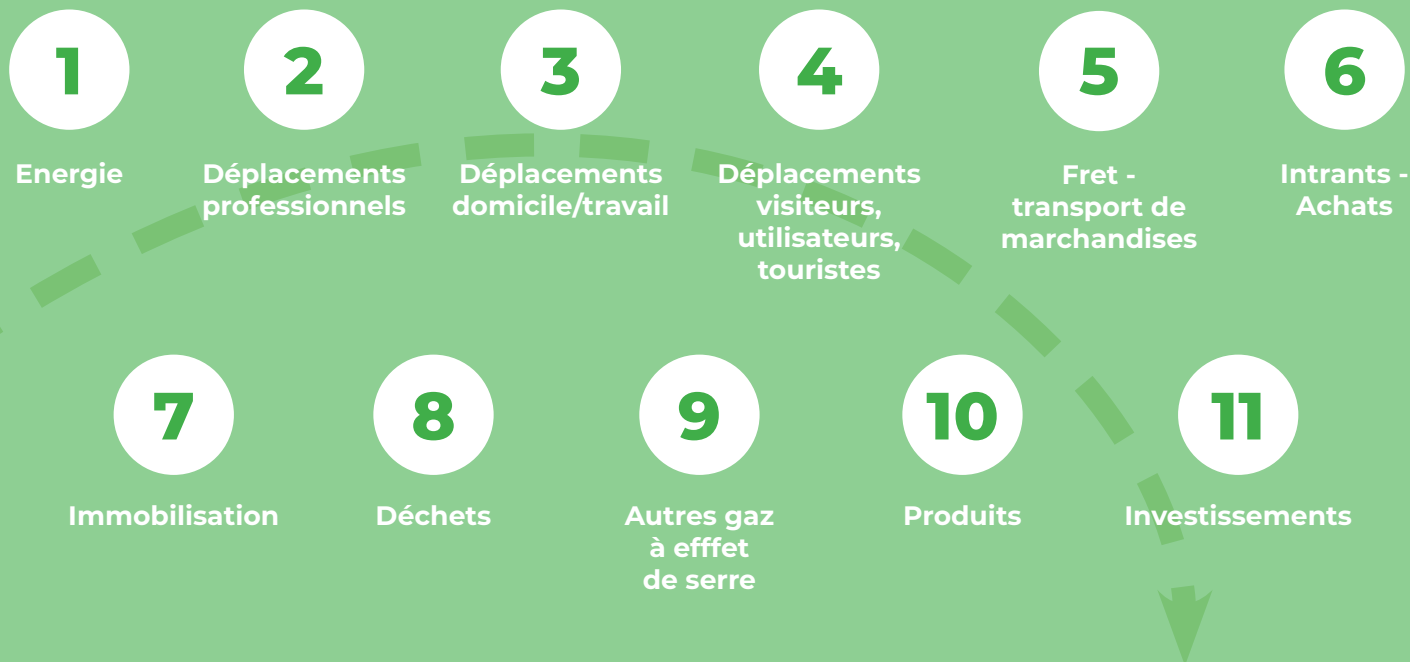 1
Energie
2
Déplacements
professionnels
3
Déplacements
domicile/travail
4
Déplacements
visiteurs,
utilisateurs,
touristes
5
Fret -
transport de
marchandises
6
Intrants -
Achats
7
Immobilisation
8
Déchets
9
Autres gaz
à efffet
de serre
10
Produits
11
Investissements